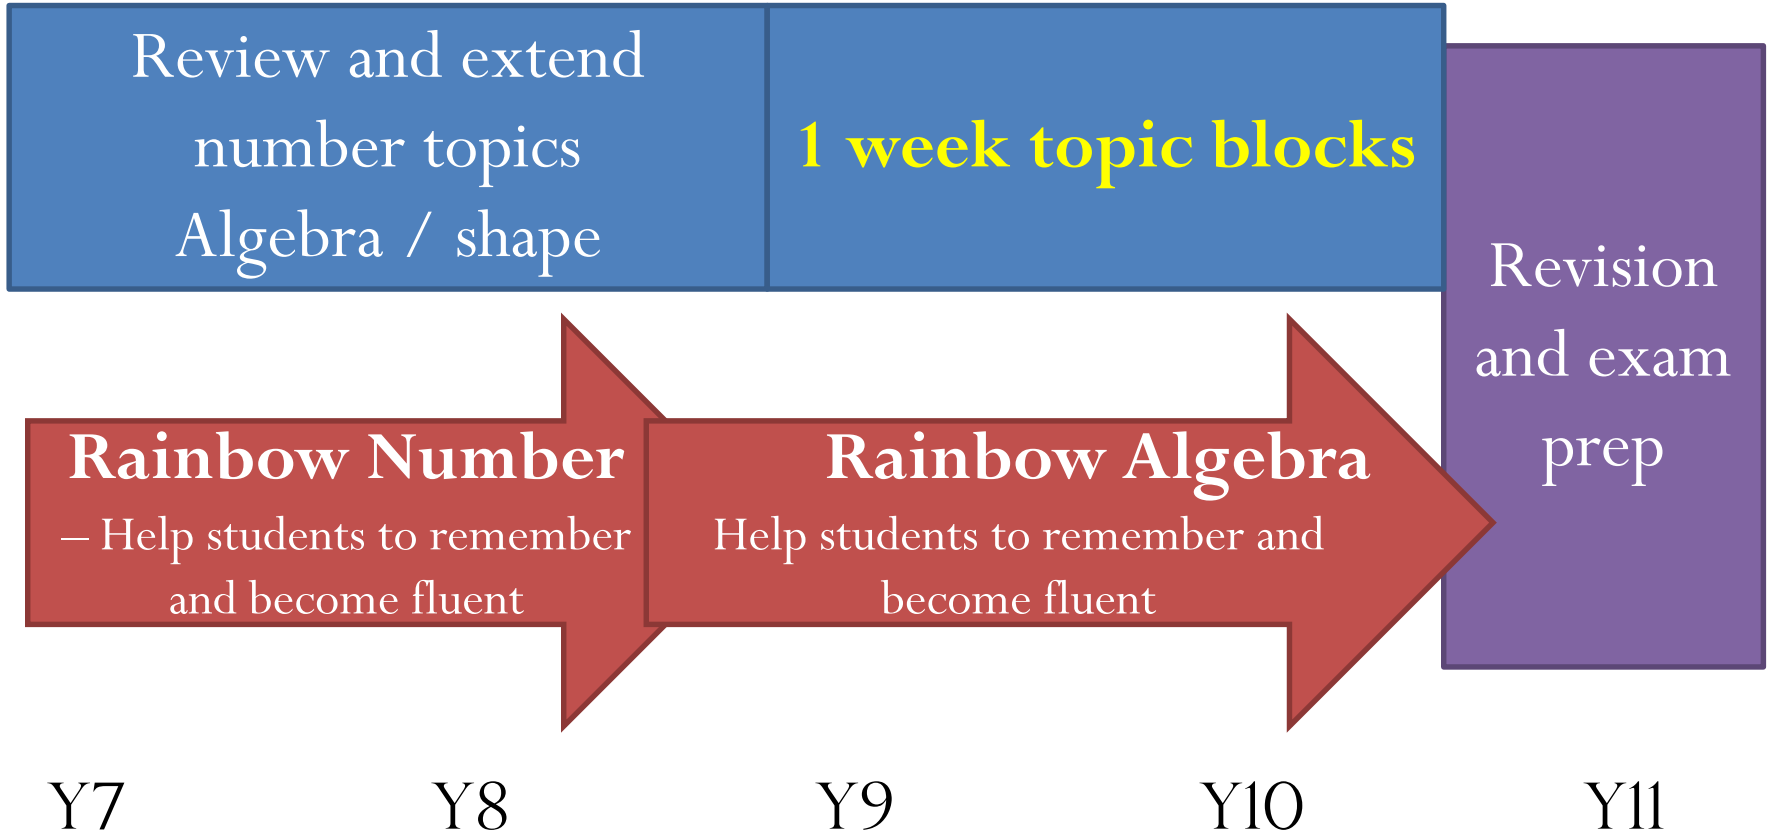 Review and extend
number topics
Algebra / shape
1 week topic blocks
Revision
and exam
prep
Rainbow Number
– Help students to remember
and become fluent
Rainbow Algebra
Help students to remember and
become fluent
Y7 Y8 Y9 Y10 Y11